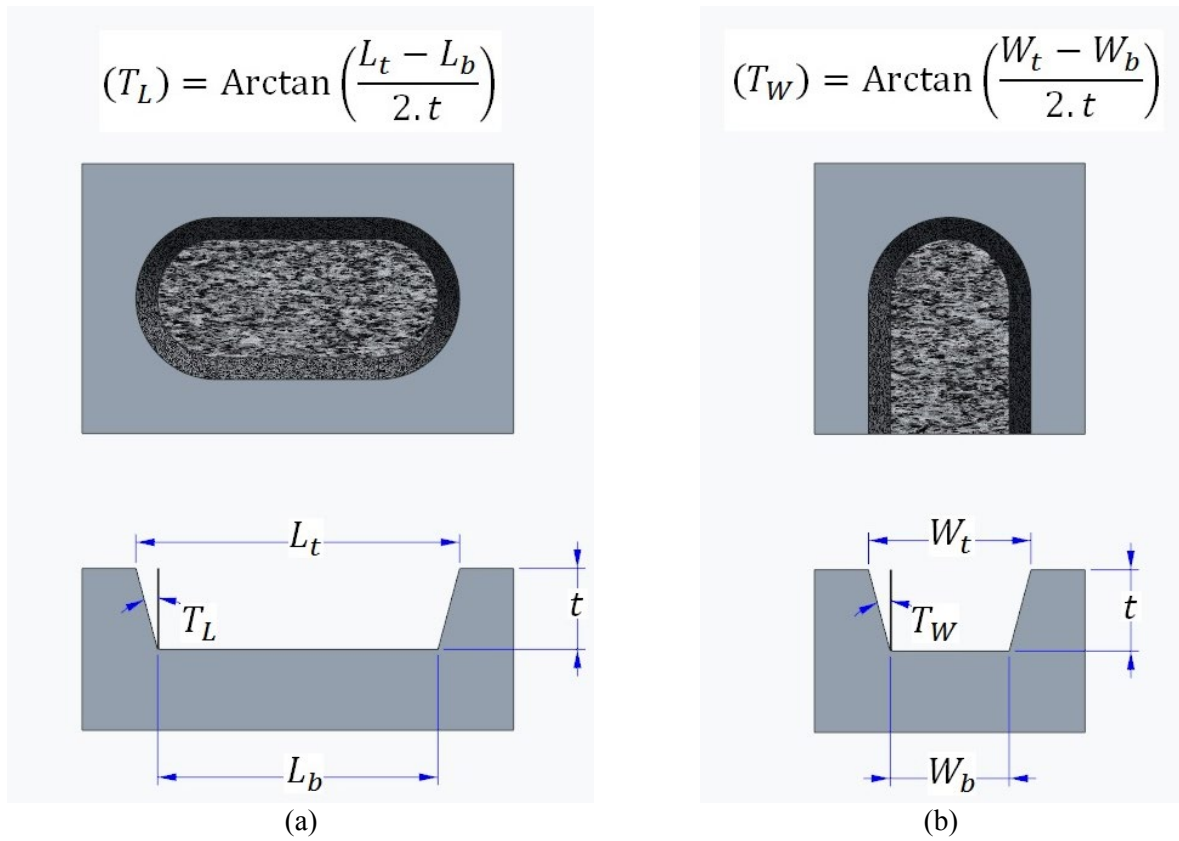 (T_L) = Arctan((L_t − L_b)/(2. t))
L_t
t
T_L
L_b
(a)
(T_W) = Arctan((W_t − W_b)/(2. t))
W_t
t
T_W
W_b
(b)